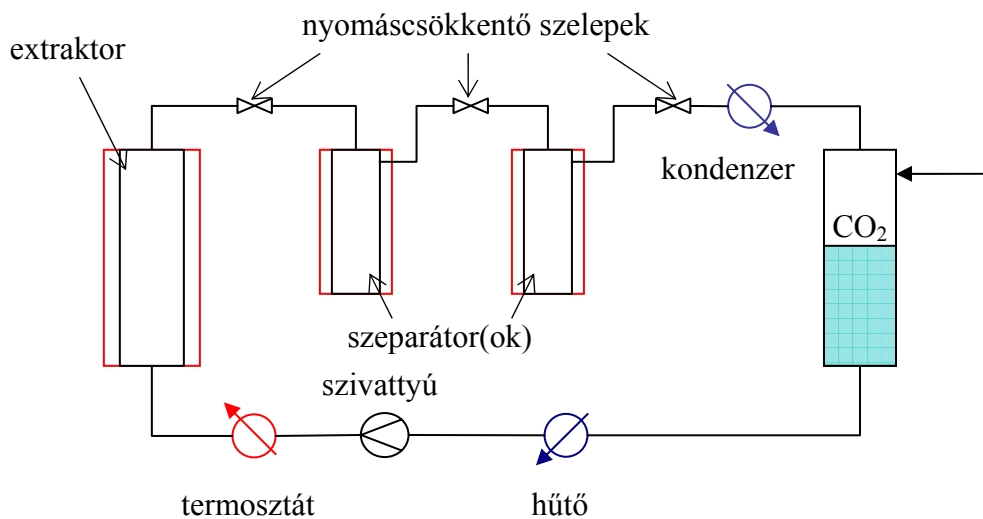 nyomáscsökkentő szelepek
extraktor
kondenzer
CO₂
szeparátor(ok)
szivattyú
termosztát
hűtő